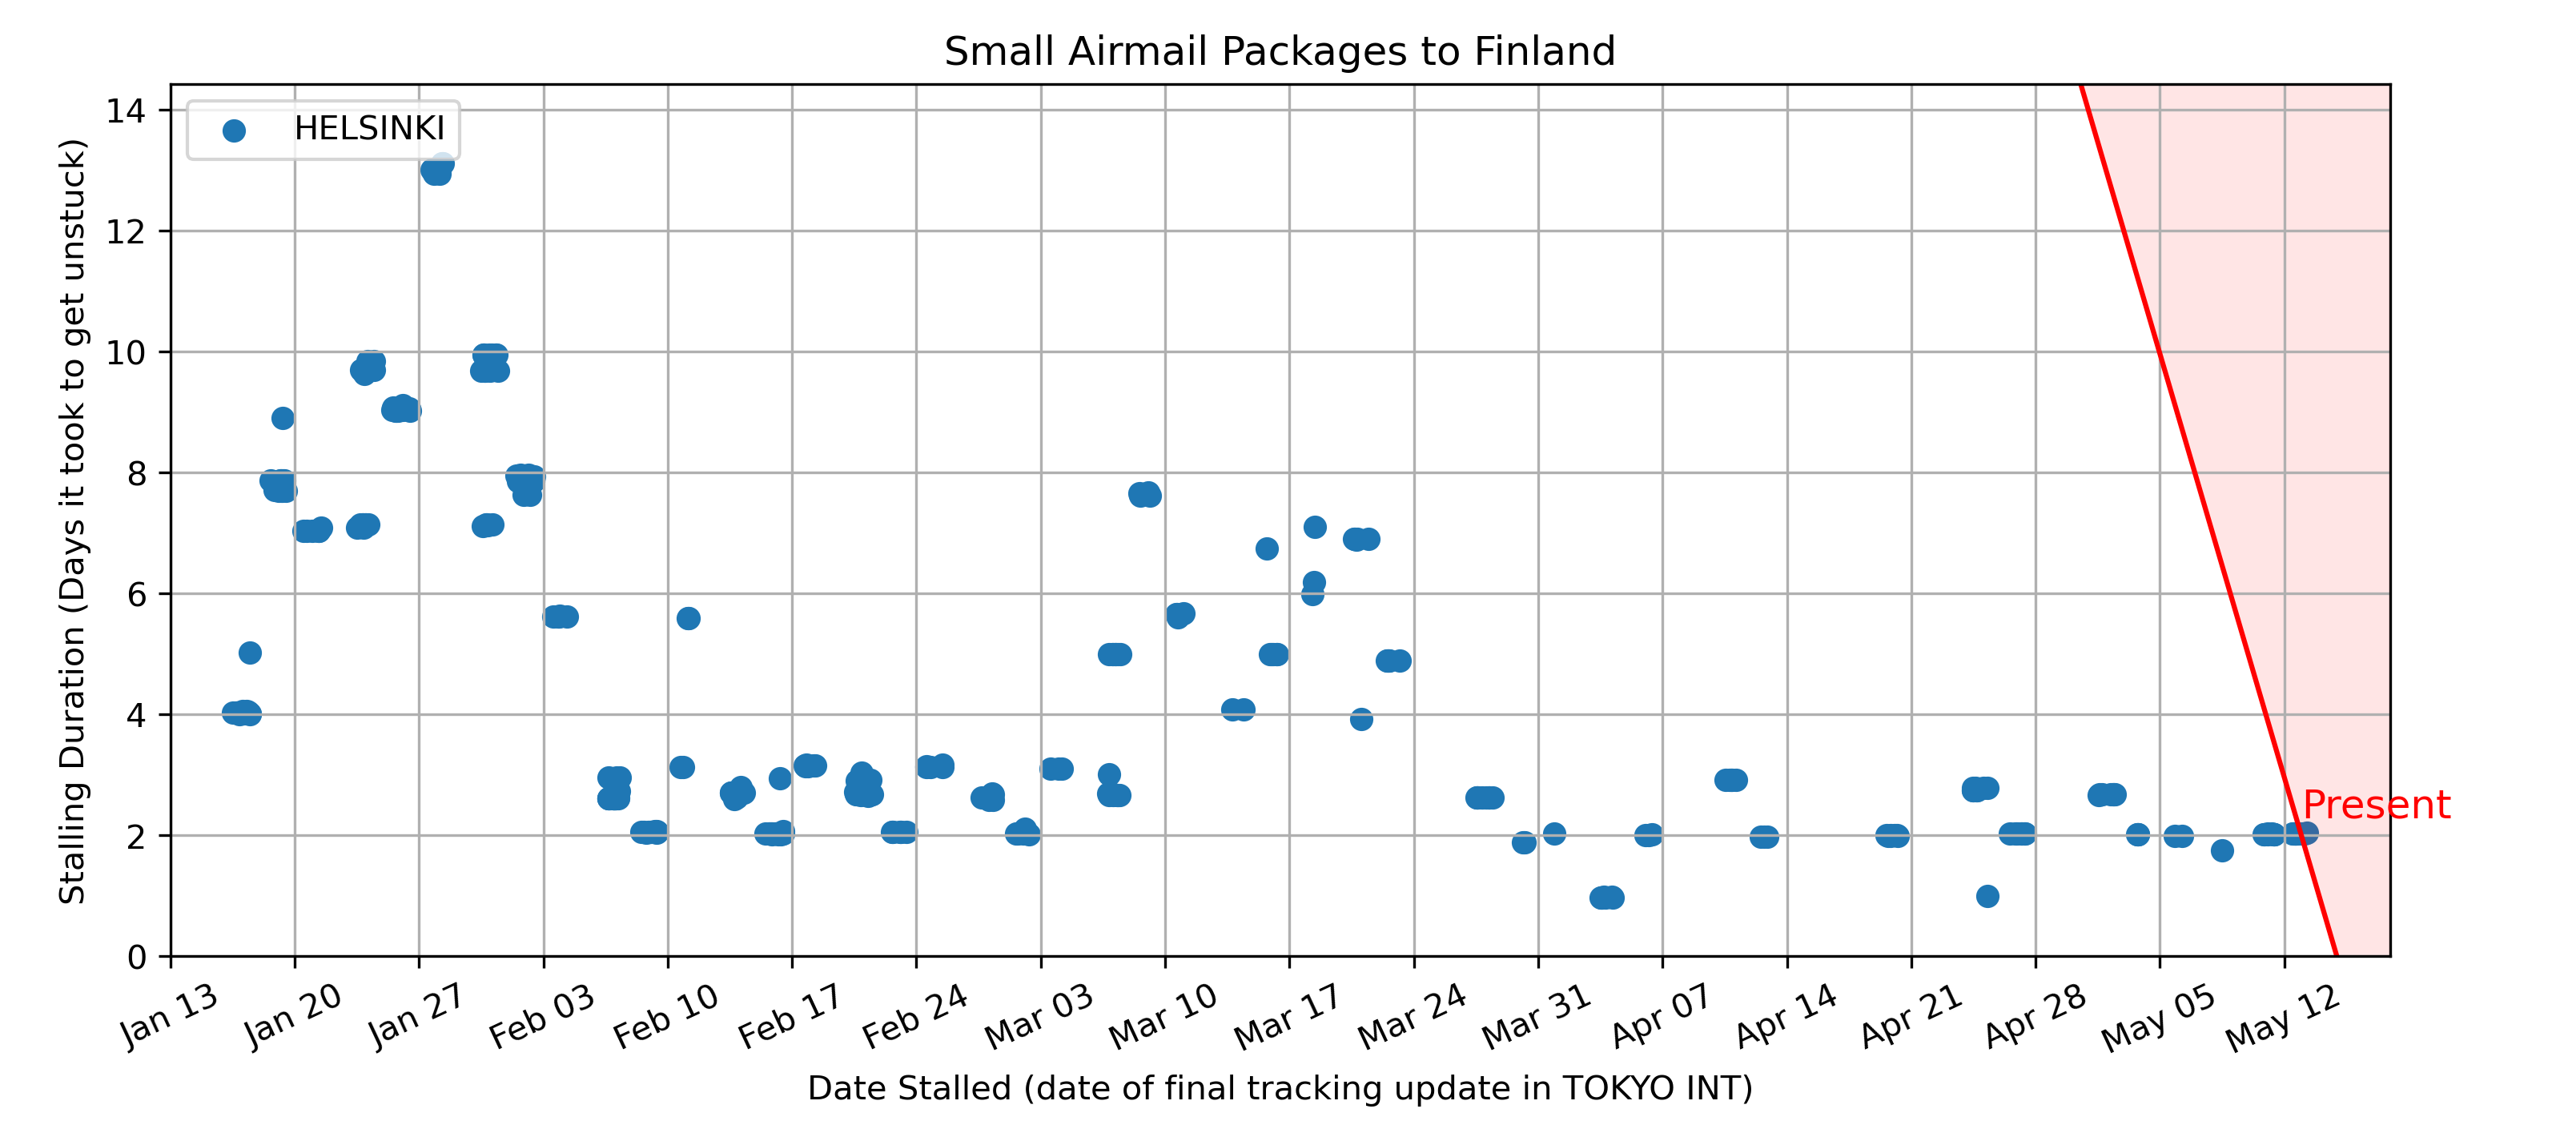 Small Airmail Packages to Finland
HELSINKI
Stalling Duration (Days it took to get unstuck)
14
12
10
8
6
4
2
0
Present
Jan 13 Jan 20 Jan 27 Feb 03 Feb 10 Feb 17 Feb 24 Mar 03 Mar 10 Mar 17 Mar 24 Mar 31 Apr 07 Apr 14 Apr 21 Apr 28 May 05 May 12
Date Stalled (date of final tracking update in TOKYO INT)